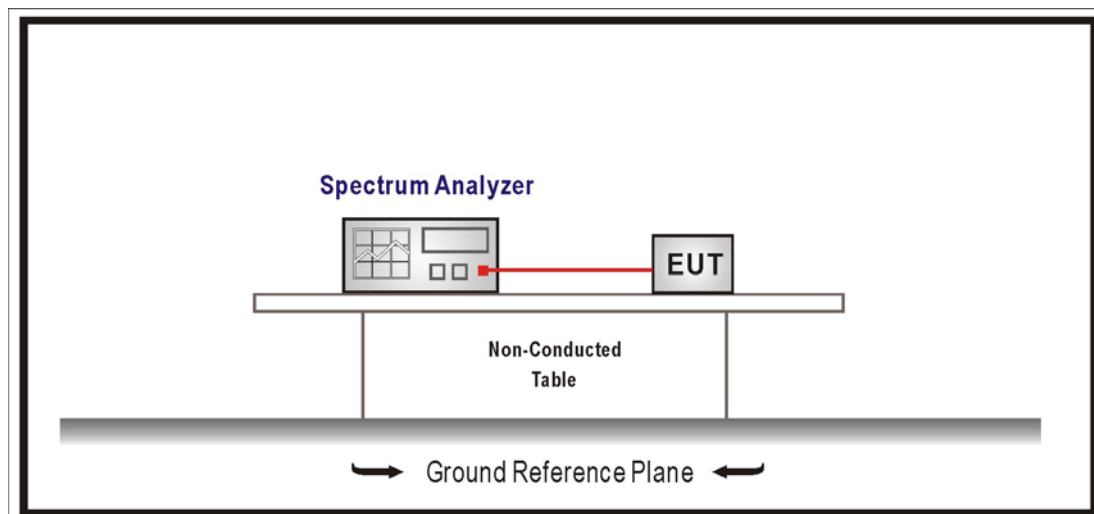 Spectrum Analyzer
EUT
Non-Conducted
Table
Ground Reference Plane